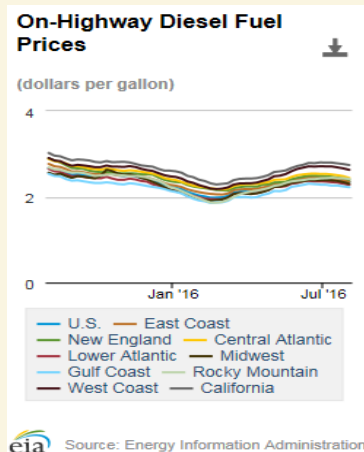 On-Highway Diesel Fuel
Prices
(dollars per gallon)
4
2
0
Jan '16 Jul '16
U.S. East Coast
New England Central Atlantic
Lower Atlantic Midwest
Gulf Coast Rocky Mountain
West Coast California
eia Source: Energy Information Administration